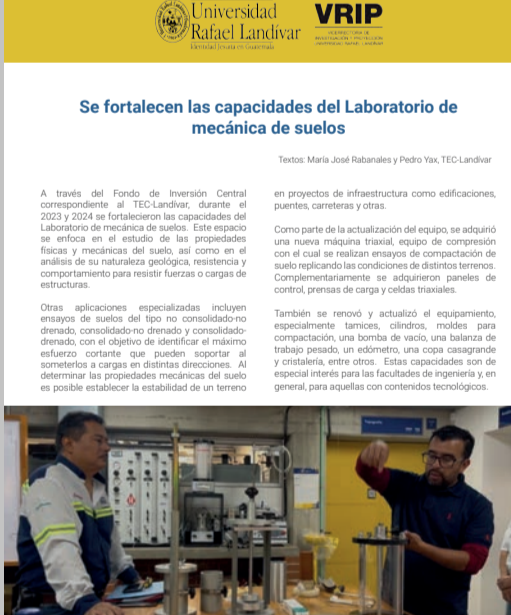 Universidad
Rafael Landívar
Identidad Jesuita en Guatemala
VRIP
VICERRECTORÍA DE
INVESTIGACIÓN Y PROYECCIÓN
UNIVERSIDAD RAFAEL LANDÍVAR
Se fortalecen las capacidades del Laboratorio de
mecánica de suelos
Textos: María José Rabanales y Pedro Yax, TEC-Landívar
A través del Fondo de Inversión Central
correspondiente al TEC-Landívar, durante el
2023 y 2024 se fortalecieron las capacidades del
Laboratorio de mecánica de suelos. Este espacio
se enfoca en el estudio de las propiedades
físicas y mecánicas del suelo, así como en el
análisis de su naturaleza geológica, resistencia y
comportamiento para resistir fuerzas o cargas de
estructuras.
Otras aplicaciones especializadas incluyen
ensayos de suelos del tipo no consolidado-no
drenado, consolidado-no drenado y consolidado-
drenado, con el objetivo de identificar el máximo
esfuerzo cortante que pueden soportar al
someterlos a cargas en distintas direcciones. Al
determinar las propiedades mecánicas del suelo
es posible establecer la estabilidad de un terreno
en proyectos de infraestructura como edificaciones,
puentes, carreteras y otras.
Como parte de la actualización del equipo, se adquirió
una nueva máquina triaxial, equipo de compresión
con el cual se realizan ensayos de compactación de
suelo replicando las condiciones de distintos terrenos.
Complementariamente se adquirieron paneles de
control, prensas de carga y celdas triaxiales.
También se renovó y actualizó el equipamiento,
especialmente tamices, cilindros, moldes para
compactación, una bomba de vacío, una balanza de
trabajo pesado, un edómetro, una copa casagrande
y cristalería, entre otros. Estas capacidades son de
especial interés para las facultades de ingeniería y, en
general, para aquellas con contenidos tecnológicos.